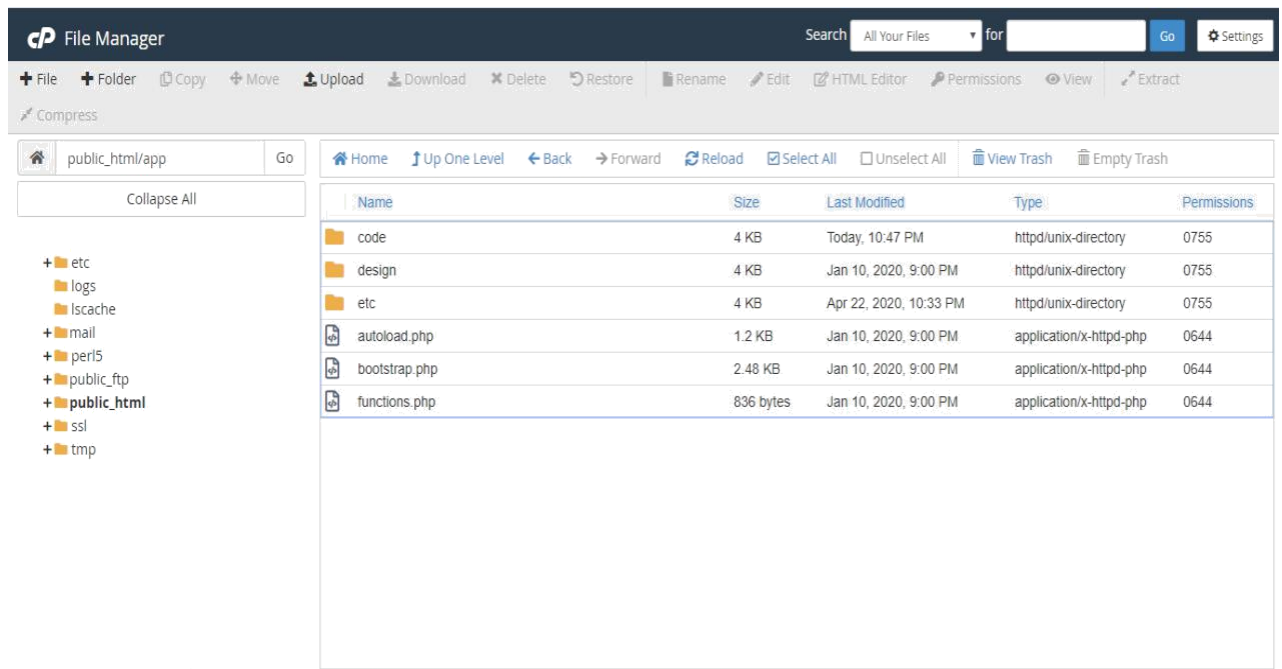 cP File Manager Search All Your Files for Go Settings
File Folder Copy Move Upload Download Delete Restore Rename Edit HTML Editor Permissions View Extract
Compress
public_html/app Go
Collapse All
etc
logs
lscache
mail
perl5
public_ftp
public_html
ssl
tmp
Home Up One Level Back Forward Reload Select All Unselect All View Trash Empty Trash
Name Size Last Modified Type Permissions
code 4 KB Today, 10:47 PM httpd/unix-directory 0755
design 4 KB Jan 10, 2020, 9:00 PM httpd/unix-directory 0755
etc 4 KB Apr 22, 2020, 10:33 PM httpd/unix-directory 0755
autoload.php 1.2 KB Jan 10, 2020, 9:00 PM application/x-httpd-php 0644
bootstrap.php 2.48 KB Jan 10, 2020, 9:00 PM application/x-httpd-php 0644
functions.php 836 bytes Jan 10, 2020, 9:00 PM application/x-httpd-php 0644